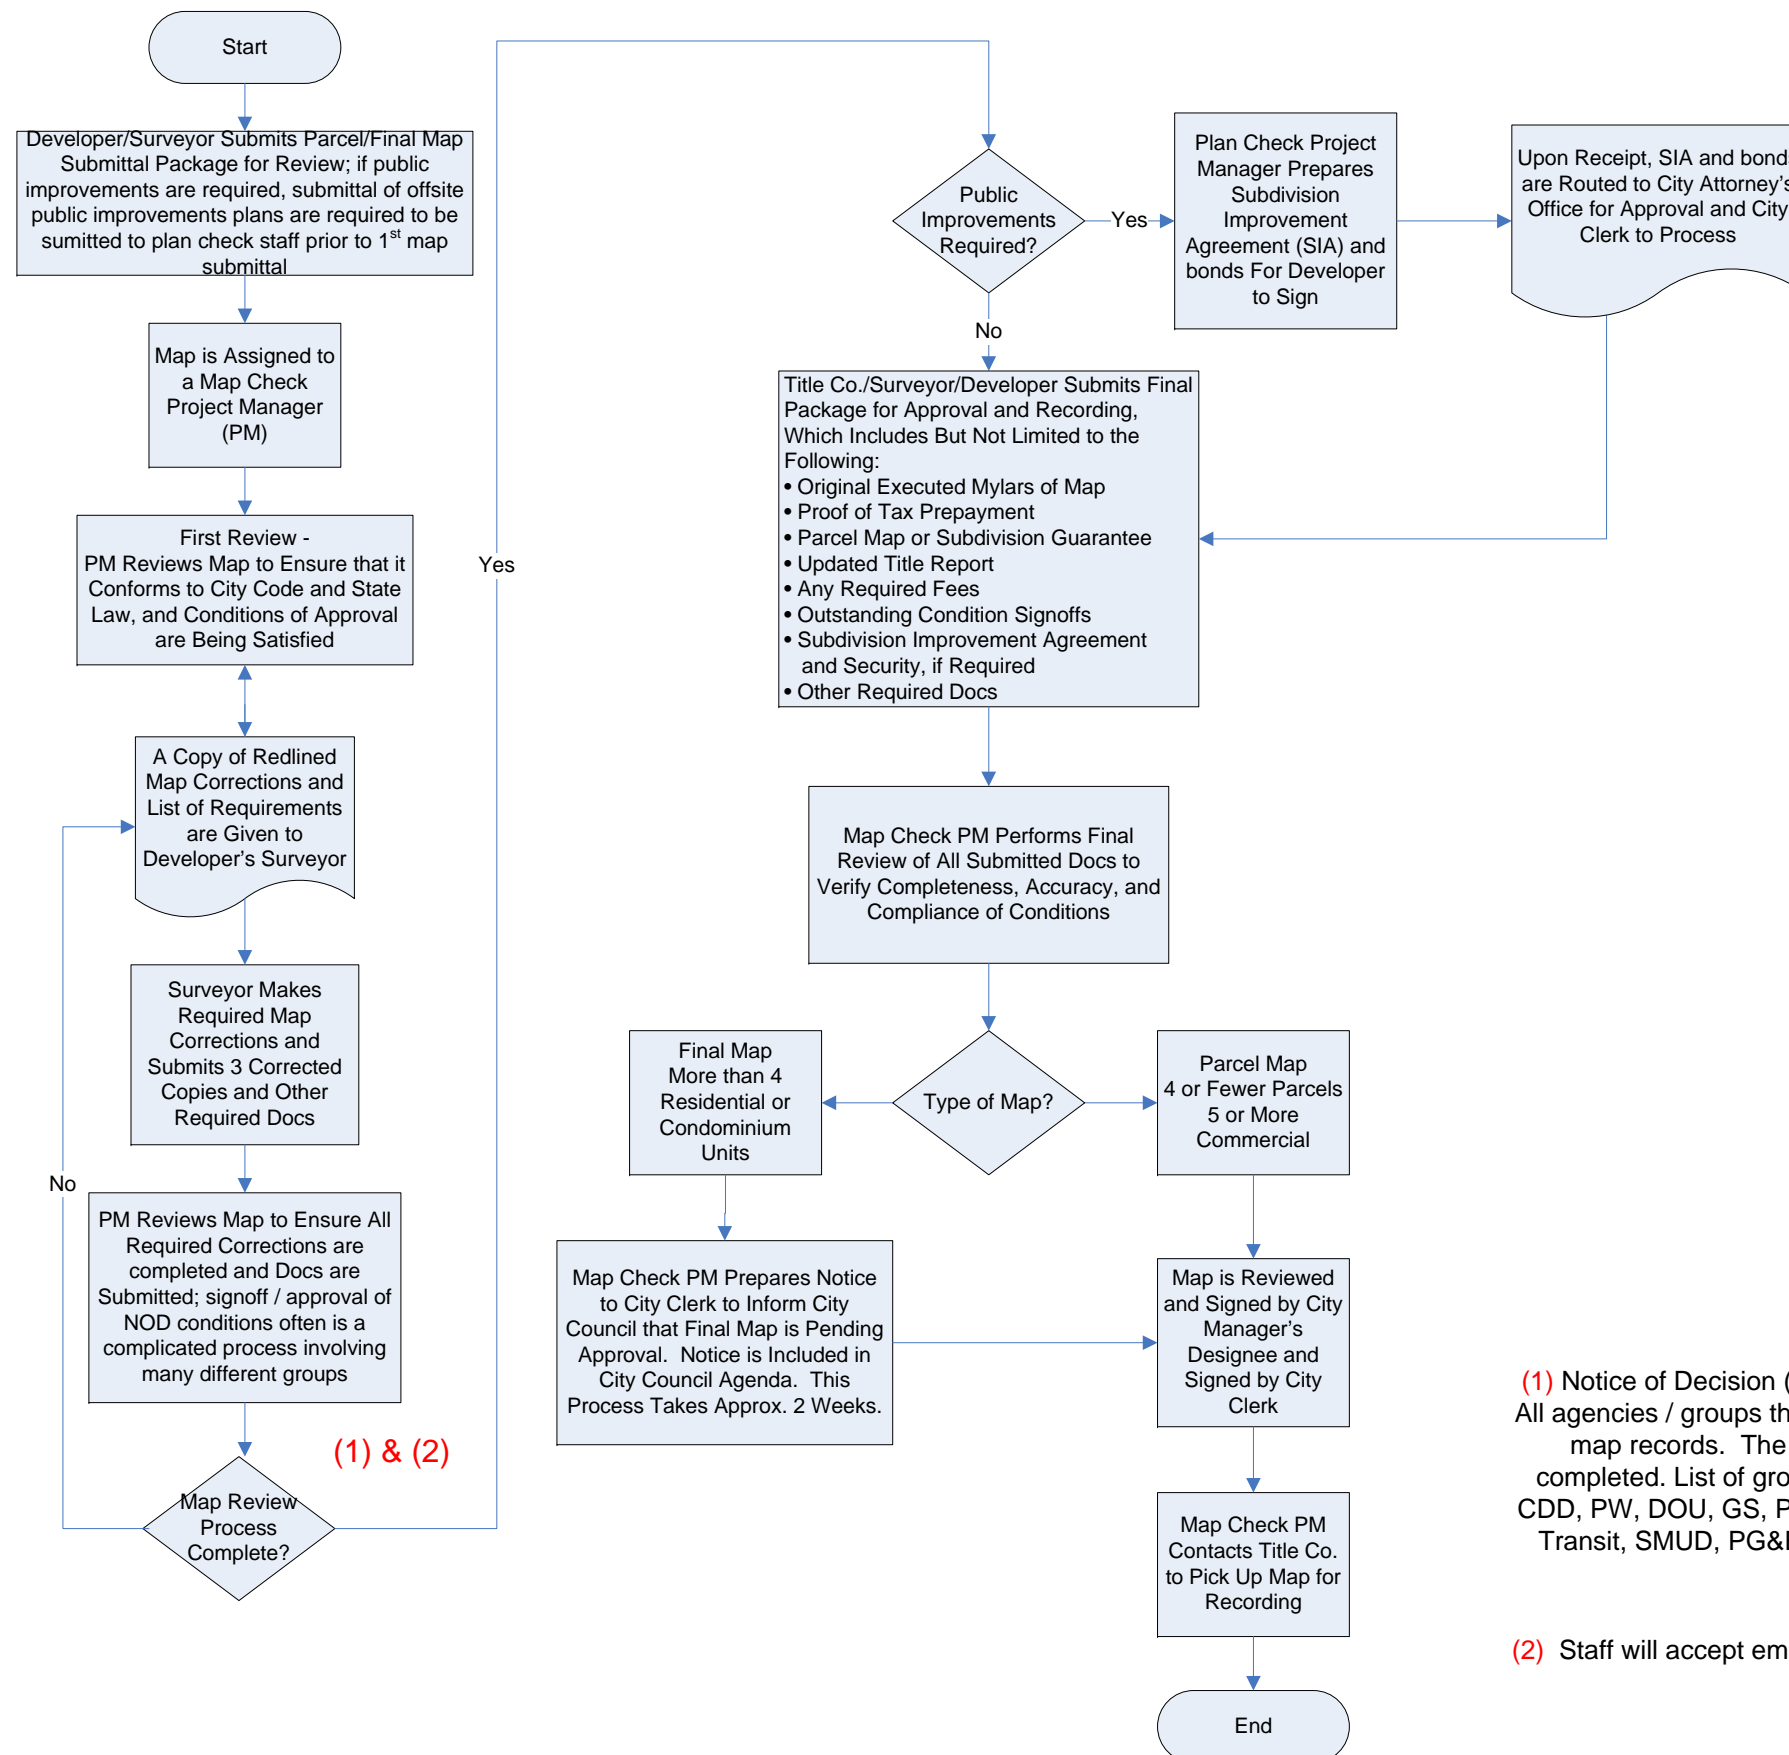 Start
Developer/Surveyor Submits Parcel/Final Map
Submittal Package for Review; if public
improvements are required, submittal of offsite
public improvements plans are required to be
sumitted to plan check staff prior to 1st map
submittal
Map is Assigned to
a Map Check
Project Manager
(PM)
First Review -
PM Reviews Map to Ensure that it
Conforms to City Code and State
Law, and Conditions of Approval
are Being Satisfied
A Copy of Redlined
Map Corrections and
List of Requirements
are Given to
Developer’s Surveyor
Surveyor Makes
Required Map
Corrections and
Submits 3 Corrected
Copies and Other
Required Docs
No
PM Reviews Map to Ensure All
Required Corrections are
completed and Docs are
Submitted; signoff / approval of
NOD conditions often is a
complicated process involving
many different groups
(1) & (2)
Map Review
Process
Complete?
Yes
Public
Improvements
Required?
Yes
No
Plan Check Project
Manager Prepares
Subdivision
Improvement
Agreement (SIA) and
bonds For Developer
to Sign
Upon Receipt, SIA and bonds
are Routed to City Attorney’s
Office for Approval and City
Clerk to Process
Title Co./Surveyor/Developer Submits Final
Package for Approval and Recording,
Which Includes But Not Limited to the
Following:
• Original Executed Mylars of Map
• Proof of Tax Prepayment
• Parcel Map or Subdivision Guarantee
• Updated Title Report
• Any Required Fees
• Outstanding Condition Signoffs
• Subdivision Improvement Agreement
and Security, if Required
• Other Required Docs
Map Check PM Performs Final
Review of All Submitted Docs to
Verify Completeness, Accuracy, and
Compliance of Conditions
Type of Map?
Final Map
More than 4
Residential or
Condominium
Units
Parcel Map
4 or Fewer Parcels
5 or More
Commercial
Map Check PM Prepares Notice
to City Clerk to Inform City
Council that Final Map is Pending
Approval.  Notice is Included in
City Council Agenda.  This
Process Takes Approx. 2 Weeks.
Map is Reviewed
and Signed by City
Manager’s
Designee and
Signed by City
Clerk
Map Check PM
Contacts Title Co.
to Pick Up Map for
Recording
End
(1) Notice of Decision (
All agencies / groups th
map records.  The
completed. List of gro
CDD, PW, DOU, GS, P
Transit, SMUD, PG&
(2)  Staff will accept em